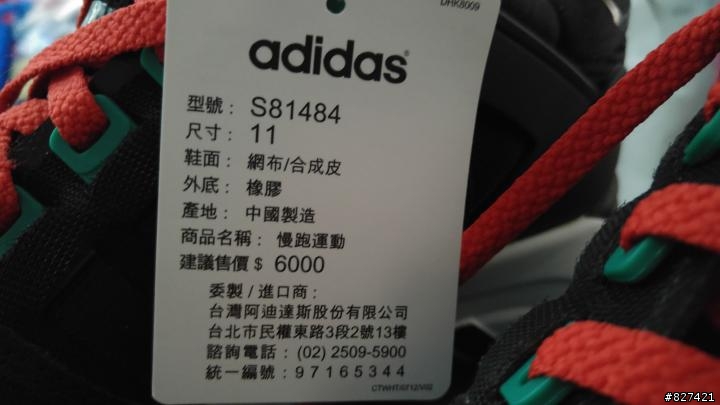 DHK8009
adidas
型號： S81484
尺寸： 11
鞋面： 網布/合成皮
外底： 橡膠
產地： 中國製造
商品名稱： 慢跑運動
建議售價 $ 6000
委製 / 進口商：
台灣阿迪達斯股份有限公司
台北市民權東路3段2號13樓
諮詢電話：(02) 2509-5900
統一編號：97165344
CTWHT/0712/V02
#827421